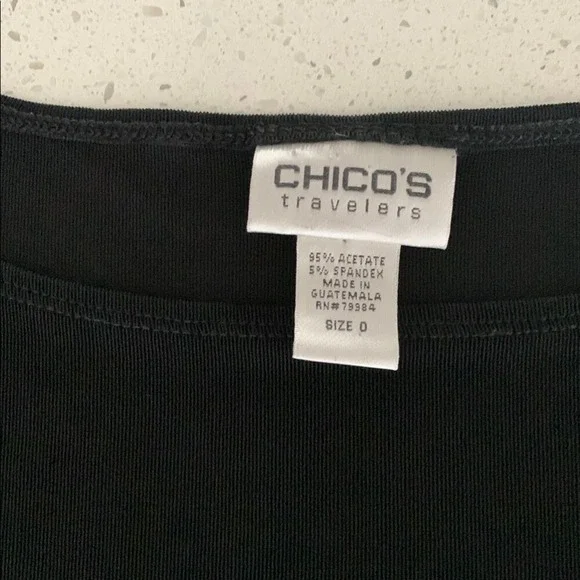 CHICO'S
travelers
95% ACETATE
5% SPANDEX
MADE IN
GUATEMALA
RN#79984
SIZE 0